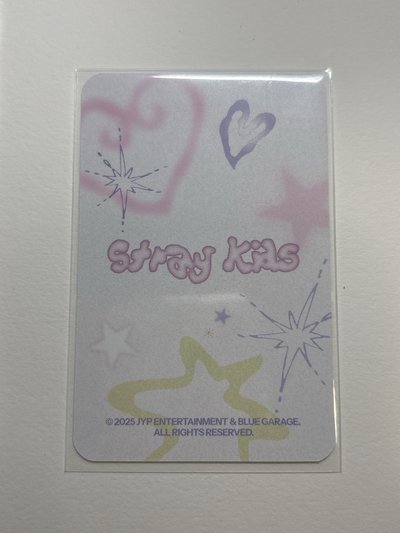 Stray Kids
© 2025 JYP ENTERTAINMENT & BLUE GARAGE.
ALL RIGHTS RESERVED.